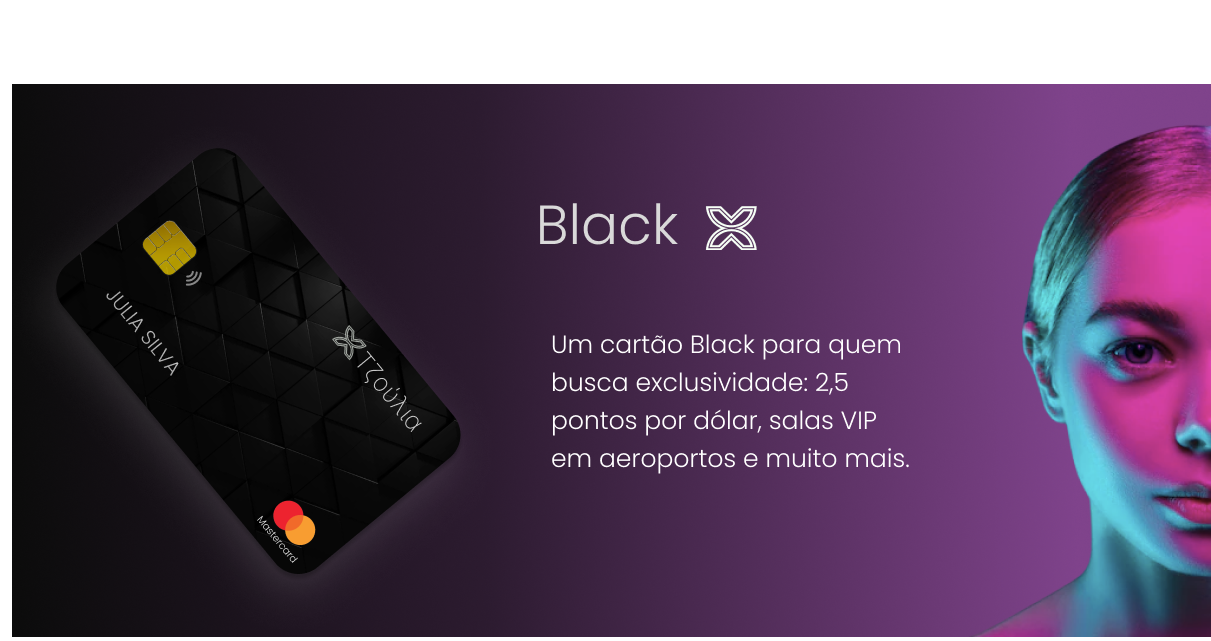 Black
JULIA SILVA
Τζούλια
Mastercard
Um cartão Black para quem
busca exclusividade: 2,5
pontos por dólar, salas VIP
em aeroportos e muito mais.